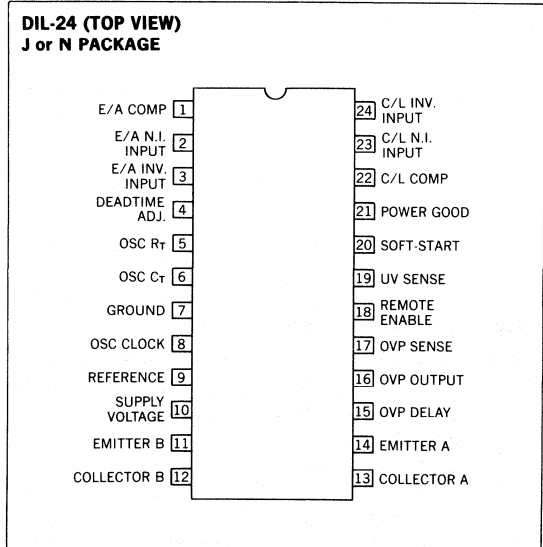 DIL-24 (TOP VIEW)
J or N PACKAGE
E/A COMP 1
E/A N.I.
INPUT 2
E/A INV.
INPUT 3
DEADTIME
ADJ. 4
OSC RT 5
OSC CT 6
GROUND 7
OSC CLOCK 8
REFERENCE 9
SUPPLY
VOLTAGE 10
EMITTER B 11
COLLECTOR B 12
24 C/L INV.
INPUT
23 C/L N.I.
INPUT
22 C/L COMP
21 POWER GOOD
20 SOFT-START
19 UV SENSE
18 REMOTE
ENABLE
17 OVP SENSE
16 OVP OUTPUT
15 OVP DELAY
14 EMITTER A
13 COLLECTOR A